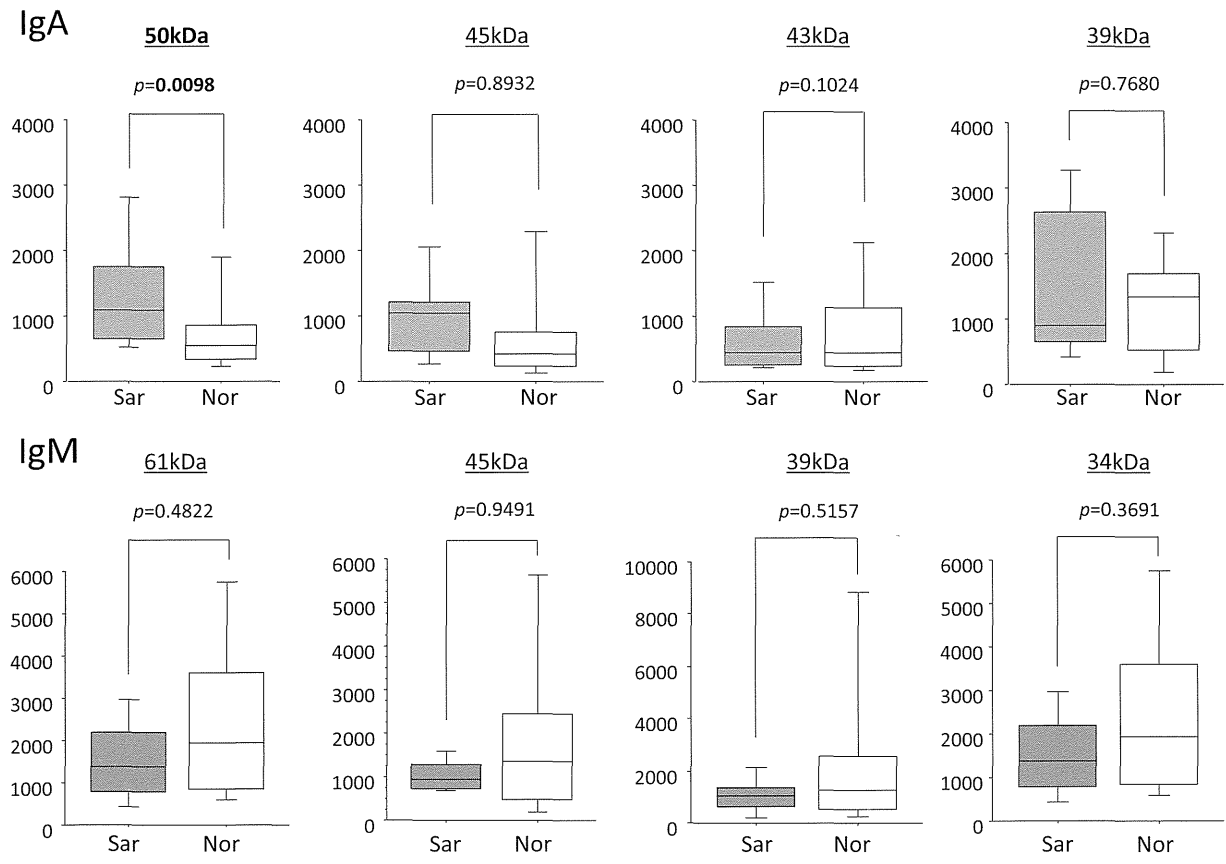 IgA
50kDa 45kDa 43kDa 39kDa
p=0.0098 p=0.8932 p=0.1024 p=0.7680
4000 4000 4000 4000
3000 3000 3000 3000
2000 2000 2000 2000
1000 1000 1000 1000
0 0 0 0
Sar Nor Sar Nor Sar Nor Sar Nor
IgM
61kDa 45kDa 39kDa 34kDa
p=0.4822 p=0.9491 p=0.5157 p=0.3691
6000 6000 10000 6000
5000 5000 8000 5000
4000 4000 6000 4000
3000 3000 4000 3000
2000 2000 2000 2000
1000 1000 0 1000
0 0 0
Sar Nor Sar Nor Sar Nor Sar Nor